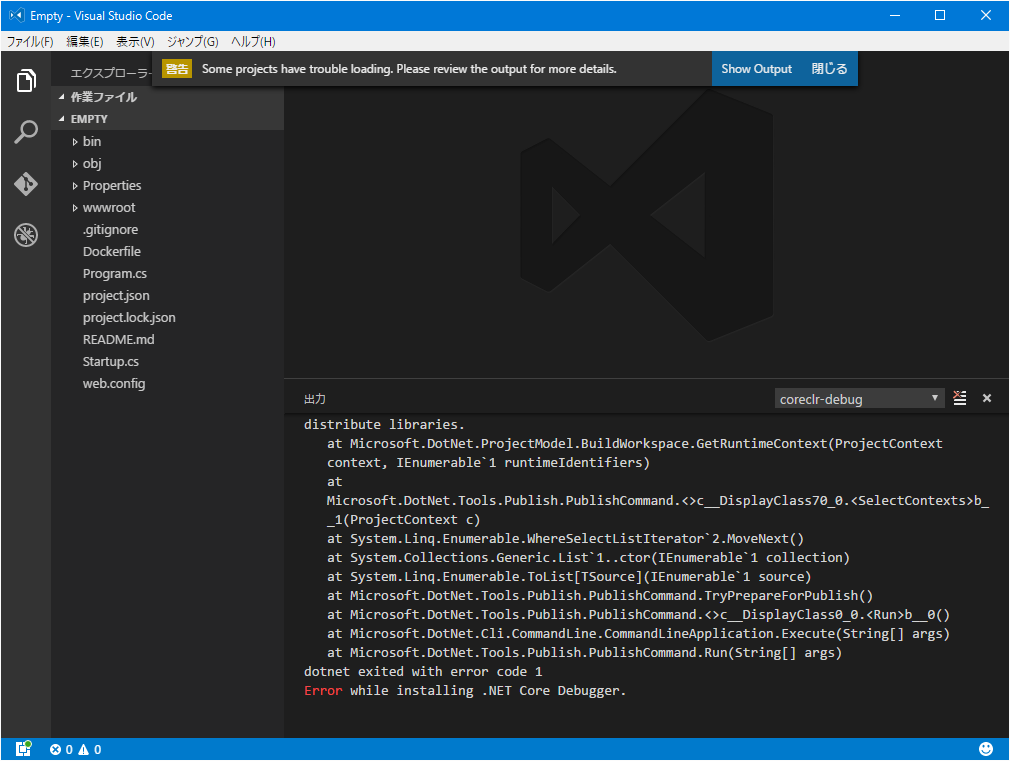 Empty - Visual Studio Code
ファイル(F) 編集(E) 表示(V) ジャンプ(G) ヘルプ(H)
エクスプローラー
警告 Some projects have trouble loading. Please review the output for more details. Show Output 閉じる
作業ファイル
EMPTY
bin
obj
Properties
wwwroot
.gitignore
Dockerfile
Program.cs
project.json
project.lock.json
README.md
Startup.cs
web.config
出力 coreclr-debug
distribute libraries.
at Microsoft.DotNet.ProjectModel.BuildWorkspace.GetRuntimeContext(ProjectContext
context, IEnumerable`1 runtimeIdentifiers)
at
Microsoft.DotNet.Tools.Publish.PublishCommand.<>c__DisplayClass70_0.<SelectContexts>b_
_1(ProjectContext c)
at System.Linq.Enumerable.WhereSelectListIterator`2.MoveNext()
at System.Collections.Generic.List`1..ctor(IEnumerable`1 collection)
at System.Linq.Enumerable.ToList[TSource](IEnumerable`1 source)
at Microsoft.DotNet.Tools.Publish.PublishCommand.TryPrepareForPublish()
at Microsoft.DotNet.Tools.Publish.PublishCommand.<>c__DisplayClass0_0.<Run>b__0()
at Microsoft.DotNet.Cli.CommandLine.CommandLineApplication.Execute(String[] args)
at Microsoft.DotNet.Tools.Publish.PublishCommand.Run(String[] args)
dotnet exited with error code 1
Error while installing .NET Core Debugger.
0 0